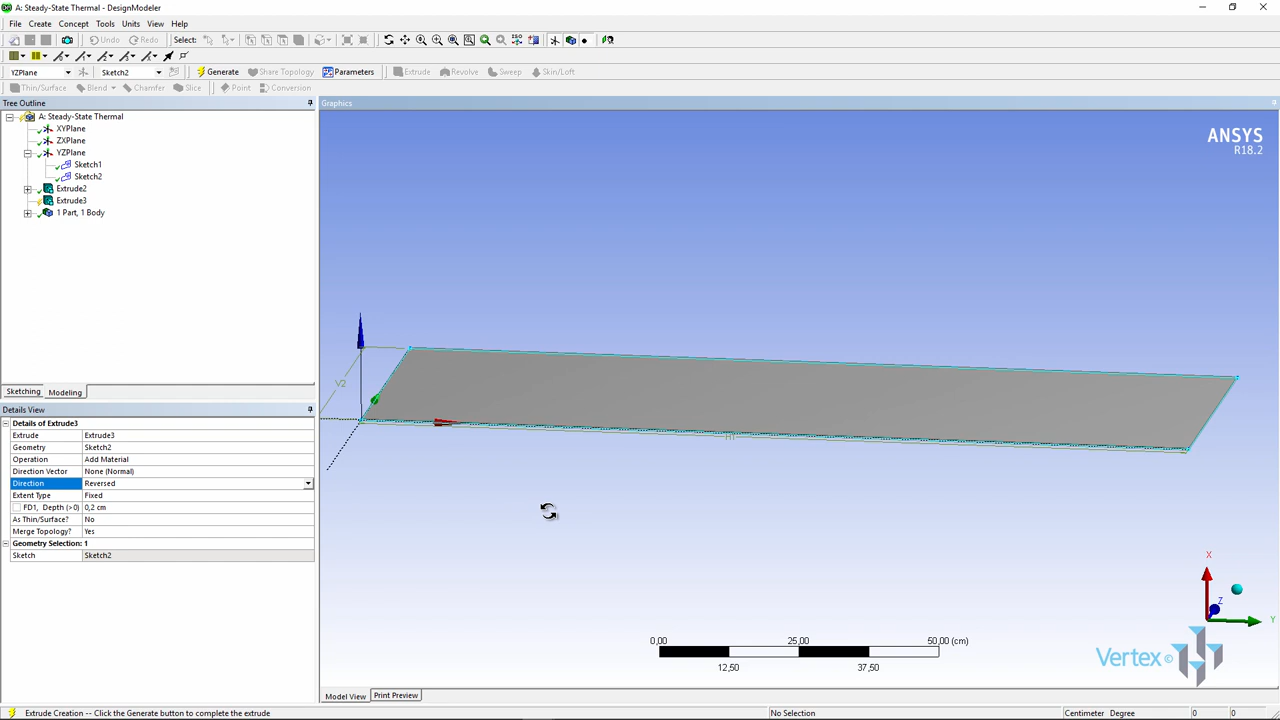 A: Steady-State Thermal - DesignModeler
File Create Concept Tools Units View Help
Undo Redo Select:
YZPlane Sketch2 Generate Share Topology Parameters Extrude Revolve Sweep Skin/Loft
Thin/Surface Blend Chamfer Slice Point Conversion
Tree Outline
A: Steady-State Thermal
XYPlane
ZXPlane
YZPlane
Sketch1
Sketch2
Extrude2
Extrude3
1 Part, 1 Body
Sketching Modeling
Details View
Details of Extrude3
Extrude Extrude3
Geometry Sketch2
Operation Add Material
Direction Vector None (Normal)
Direction Reversed
Extent Type Fixed
FD1, Depth (>0) 0,2 cm
As Thin/Surface? No
Merge Topology? Yes
Geometry Selection: 1
Sketch Sketch2
Graphics
ANSYS
R18.2
V2
H1
X
Z
Y
0,00 25,00 50,00 (cm)
12,50 37,50
Vertex©
Model View Print Preview
Extrude Creation -- Click the Generate button to complete the extrude No Selection Centimeter Degree 0 0